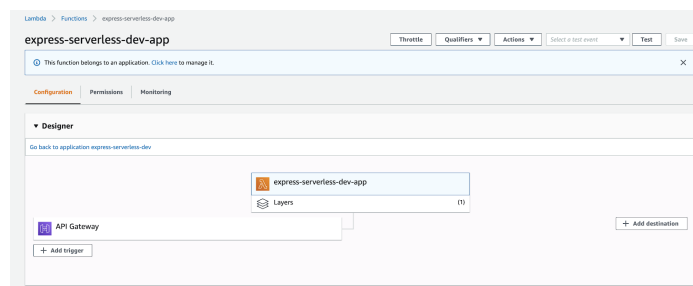 Lambda > Functions > express-serverless-dev-app
express-serverless-dev-app
Throttle Qualifiers Actions Select a test event Test Save
This function belongs to an application. Click here to manage it.
Configuration Permissions Monitoring
Designer
Go back to application express-serverless-dev
express-serverless-dev-app
Layers (1)
API Gateway
+ Add destination
+ Add trigger